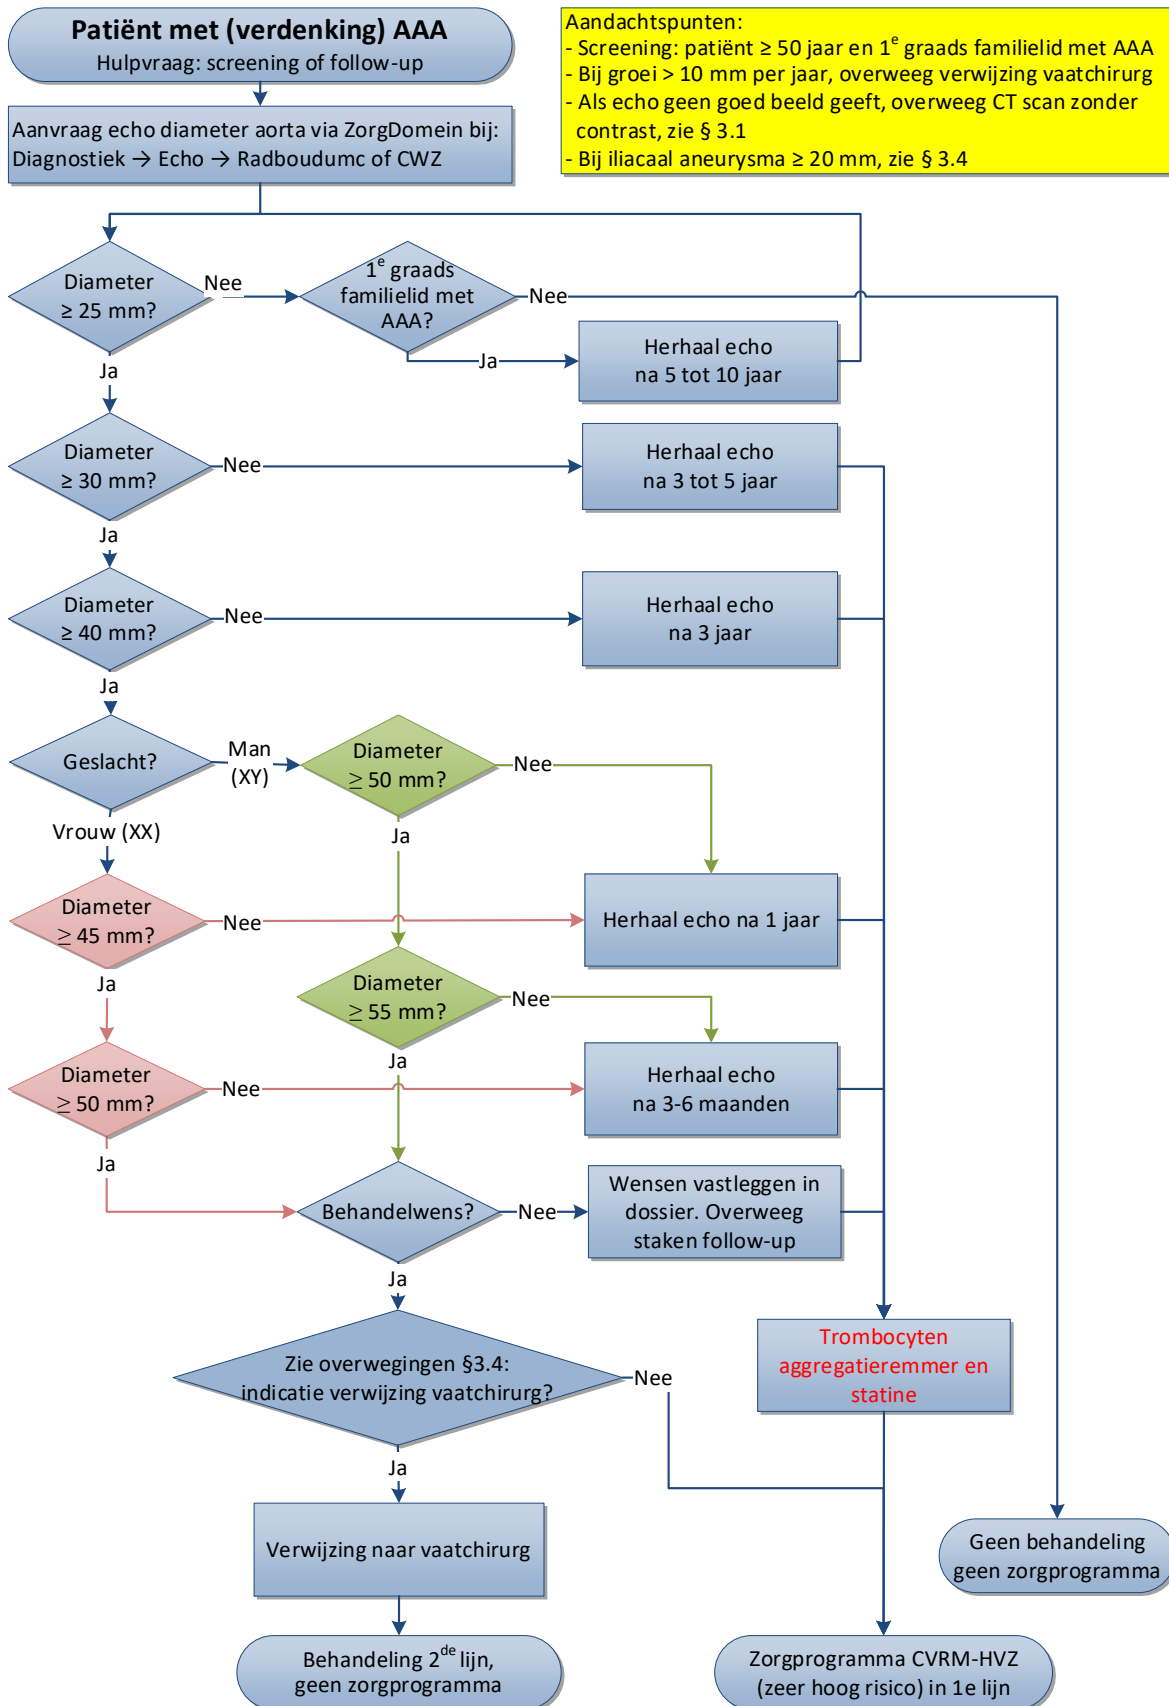 Patiënt met (verdenking) AAA
Hulpvraag: screening of follow-up
Aandachtspunten:
- Screening: patiënt ≥ 50 jaar en 1e graads familielid met AAA
- Bij groei > 10 mm per jaar, overweeg verwijzing vaatchirurg
- Als echo geen goed beeld geeft, overweeg CT scan zonder
contrast, zie § 3.1
- Bij iliacaal aneurysma ≥ 20 mm, zie § 3.4
Aanvraag echo diameter aorta via ZorgDomein bij:
Diagnostiek → Echo → Radboudumc of CWZ
Diameter
≥ 25 mm?
Nee
1e graads
familielid met
AAA?
Nee
Ja
Herhaal echo
na 5 tot 10 jaar
Ja
Diameter
≥ 30 mm?
Nee
Herhaal echo
na 3 tot 5 jaar
Ja
Diameter
≥ 40 mm?
Nee
Herhaal echo
na 3 jaar
Ja
Geslacht?
Man
(XY)
Diameter
≥ 50 mm?
Nee
Vrouw (XX)
Ja
Diameter
≥ 45 mm?
Nee
Herhaal echo na 1 jaar
Ja
Diameter
≥ 55 mm?
Nee
Ja
Diameter
≥ 50 mm?
Nee
Herhaal echo
na 3-6 maanden
Ja
Behandelwens?
Nee
Wensen vastleggen in
dossier. Overweeg
staken follow-up
Ja
Zie overwegingen §3.4:
indicatie verwijzing vaatchirurg?
Nee
Trombocyten
aggregatieremmer en
statine
Ja
Verwijzing naar vaatchirurg
Geen behandeling
geen zorgprogramma
Behandeling 2de lijn,
geen zorgprogramma
Zorgprogramma CVRM-HVZ
(zeer hoog risico) in 1e lijn